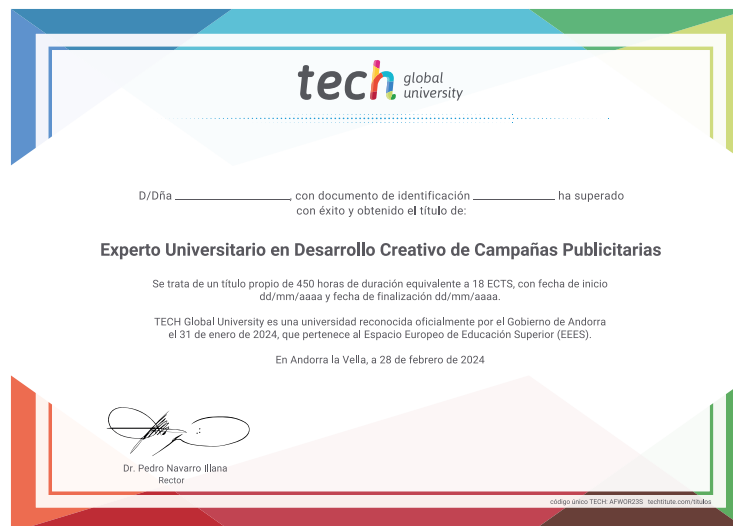 tech global university
D/Dña ____________________, con documento de identificación ______________ ha superado
con éxito y obtenido el título de:
Experto Universitario en Desarrollo Creativo de Campañas Publicitarias
Se trata de un título propio de 450 horas de duración equivalente a 18 ECTS, con fecha de inicio
dd/mm/aaaa y fecha de finalización dd/mm/aaaa.
TECH Global University es una universidad reconocida oficialmente por el Gobierno de Andorra
el 31 de enero de 2024, que pertenece al Espacio Europeo de Educación Superior (EEES).
En Andorra la Vella, a 28 de febrero de 2024
Dr. Pedro Navarro Illana
Rector
código único TECH: AFWOR23S techtitute.com/titulos